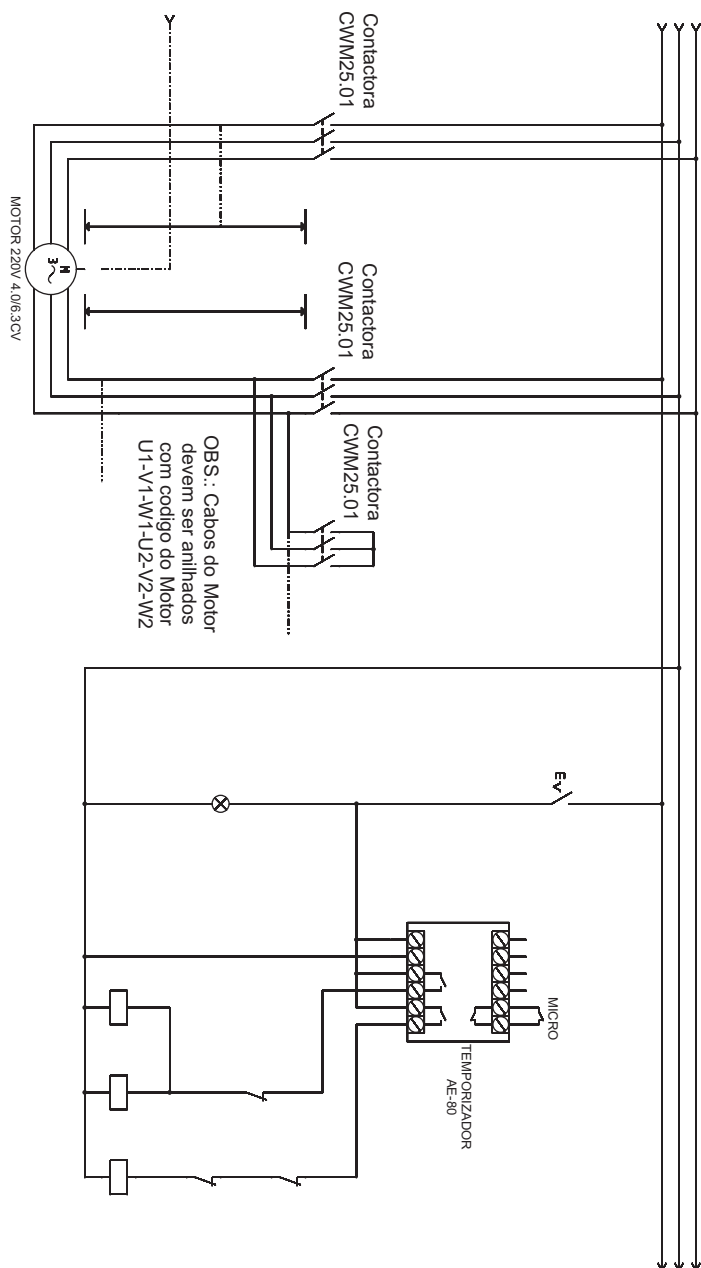 Contactora
CWM25.01
Contactora
CWM25.01
Contactora
CWM25.01
M
3~
MOTOR 220V 4.0/6.3CV
OBS.: Cabos do Motor
devem ser anilhados
com codigo do Motor
U1-V1-W1-U2-V2-W2
E
MICRO
TEMPORIZADOR
AE-80